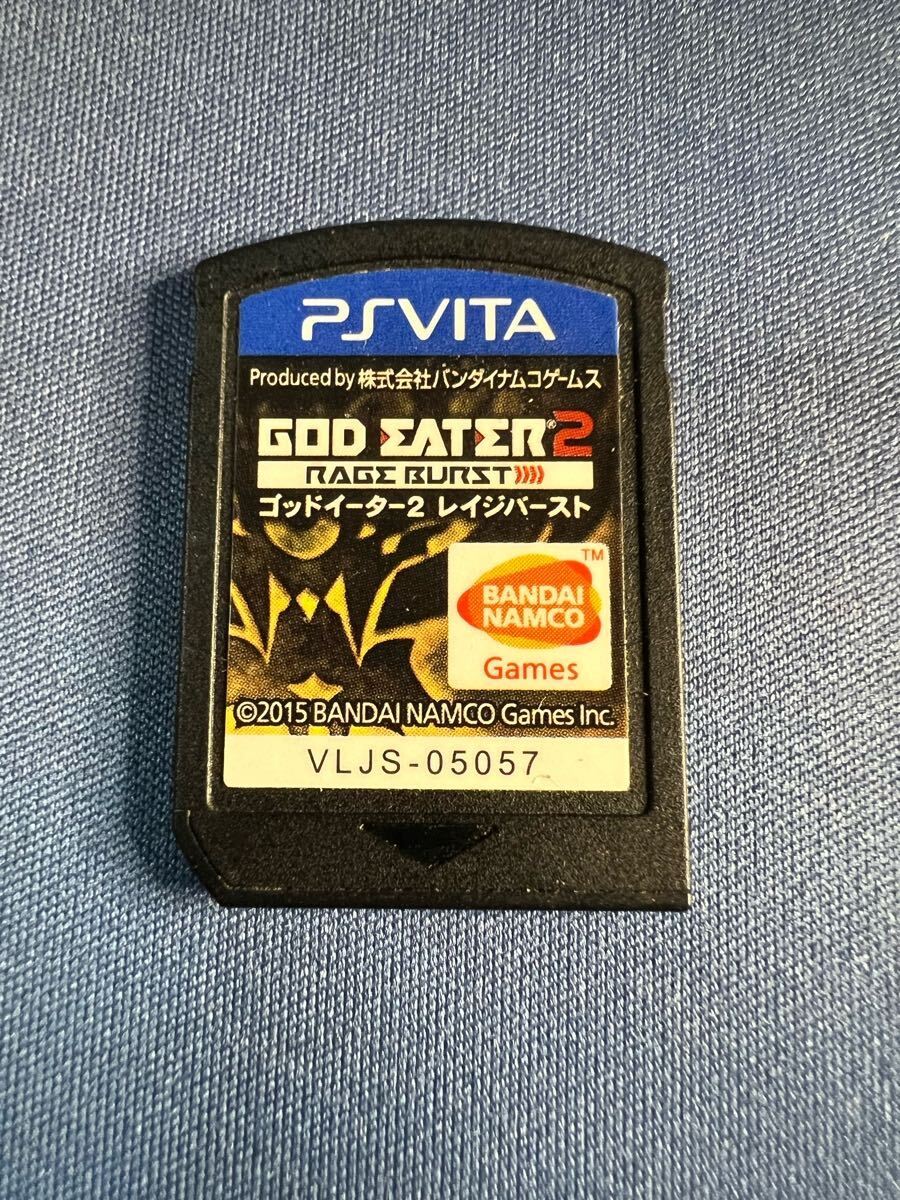 PSVITA
Produced by 株式会社バンダイナムコゲームス
GOD EATER®2
RAGE BURST
ゴッドイーター2 レイジバースト
TM
BANDAI
NAMCO
Games
©2015 BANDAI NAMCO Games Inc.
VLJS-05057